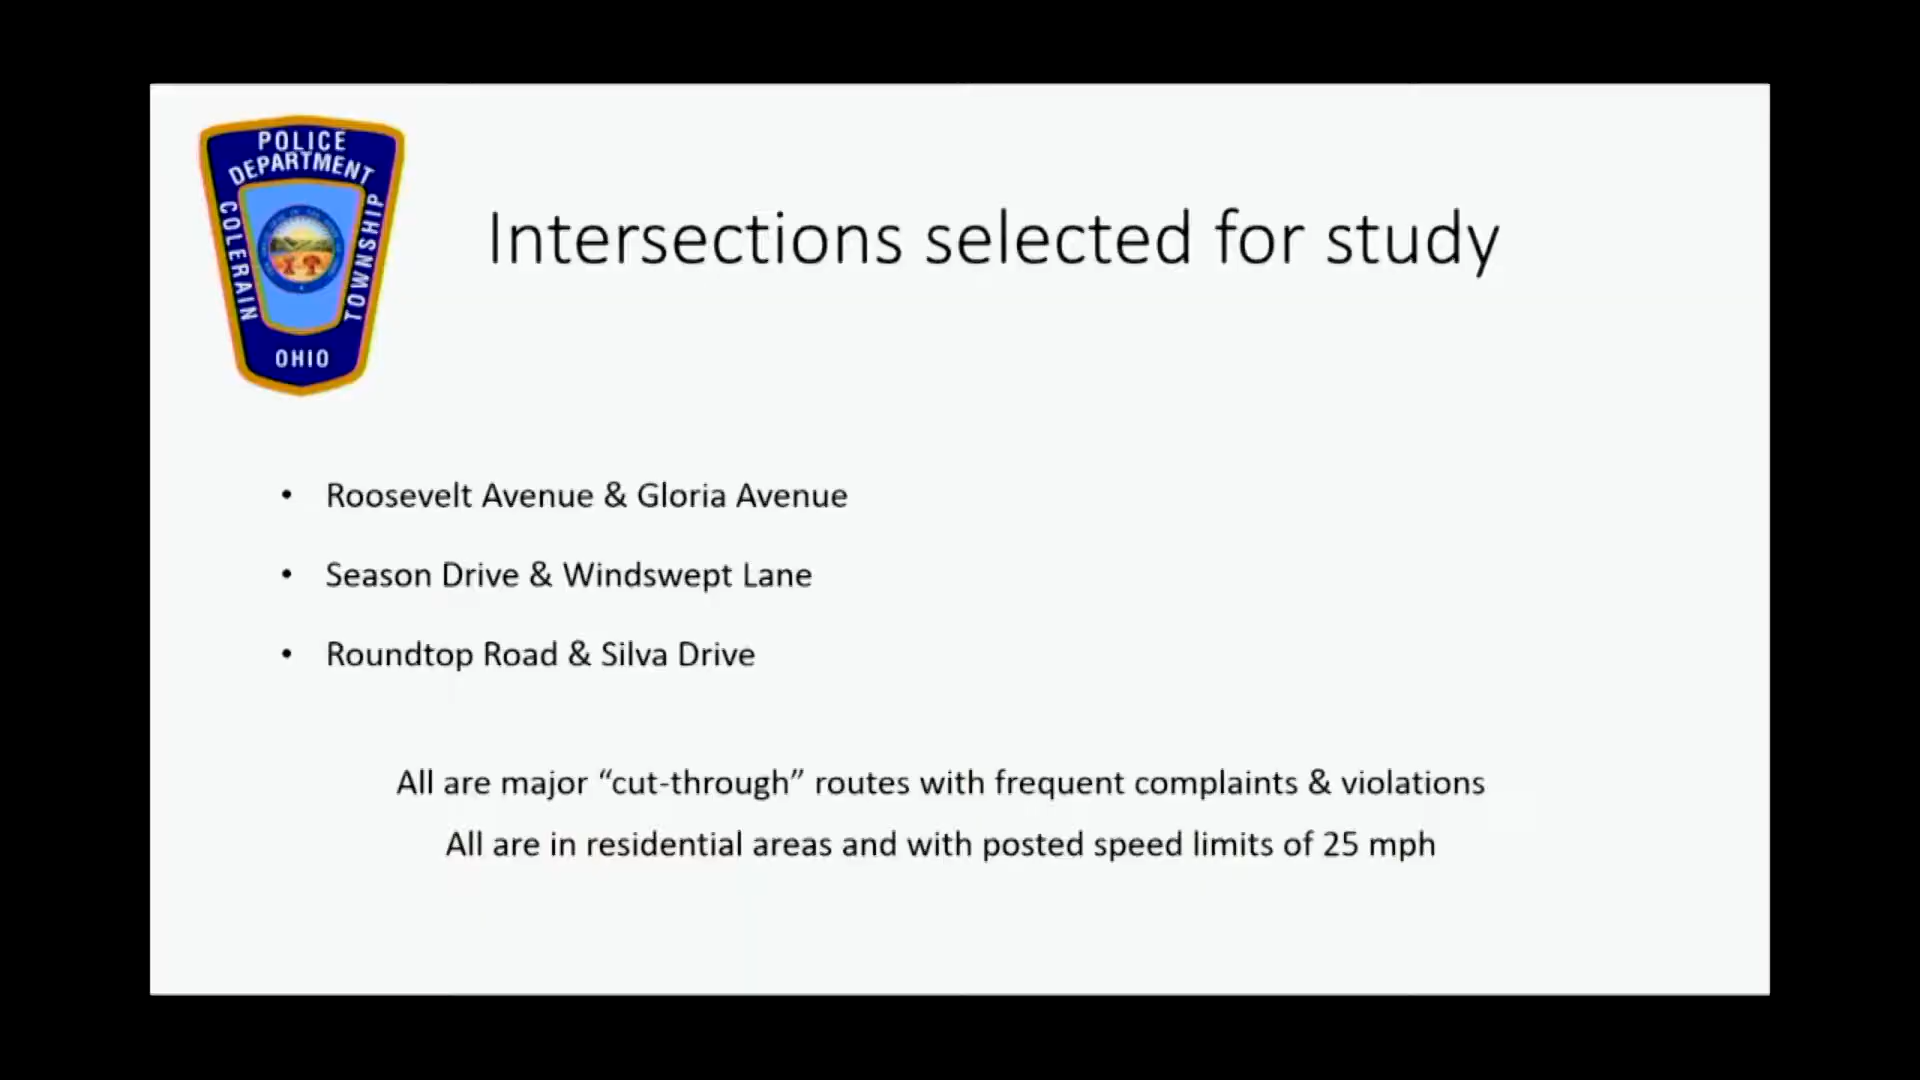 POLICE
DEPARTMENT
COLERAIN
TOWNSHIP
OHIO
Intersections selected for study
• Roosevelt Avenue & Gloria Avenue
• Season Drive & Windswept Lane
• Roundtop Road & Silva Drive
All are major “cut-through” routes with frequent complaints & violations
All are in residential areas and with posted speed limits of 25 mph